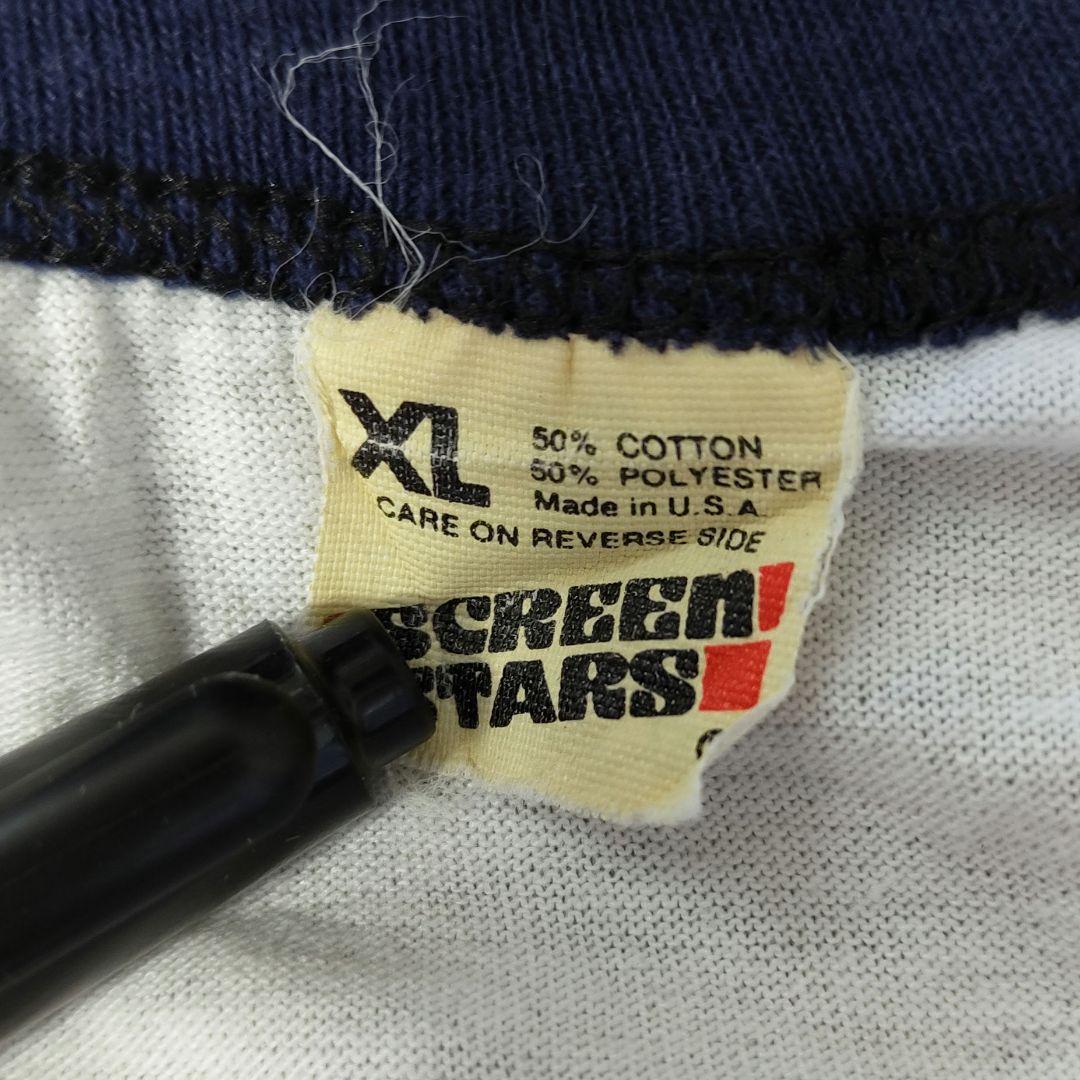 XL
50% COTTON
50% POLYESTER
Made in U.S.A.
CARE ON REVERSE SIDE
SCREEN
STARS